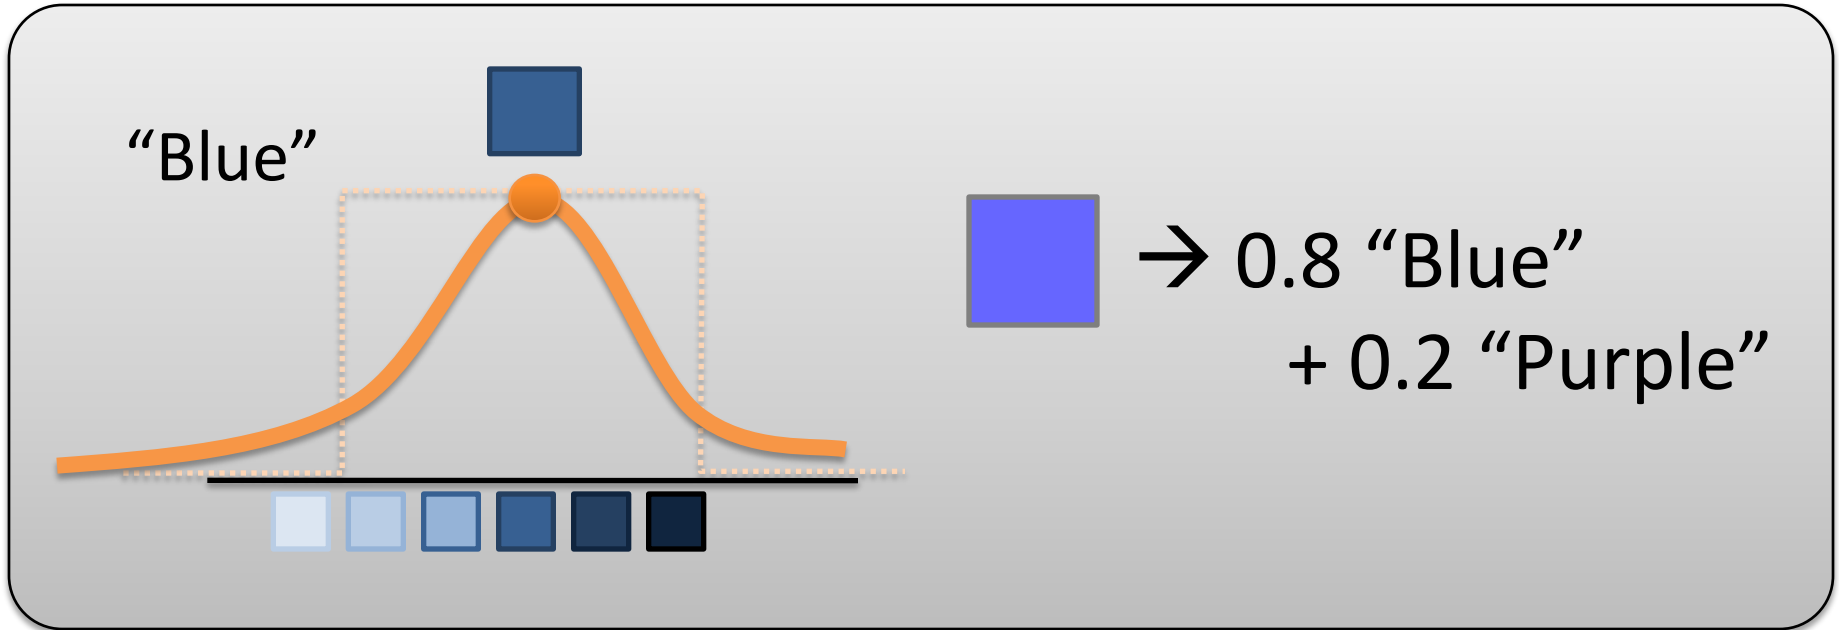 “Blue”
→ 0.8 “Blue”
+ 0.2 “Purple”